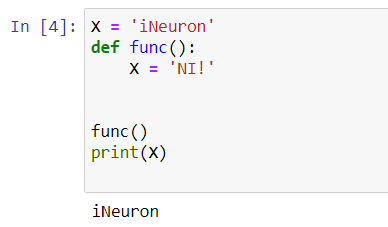 In [4]: X = 'iNeuron'
def func():
    X = 'NI!'
func()
print(X)
iNeuron